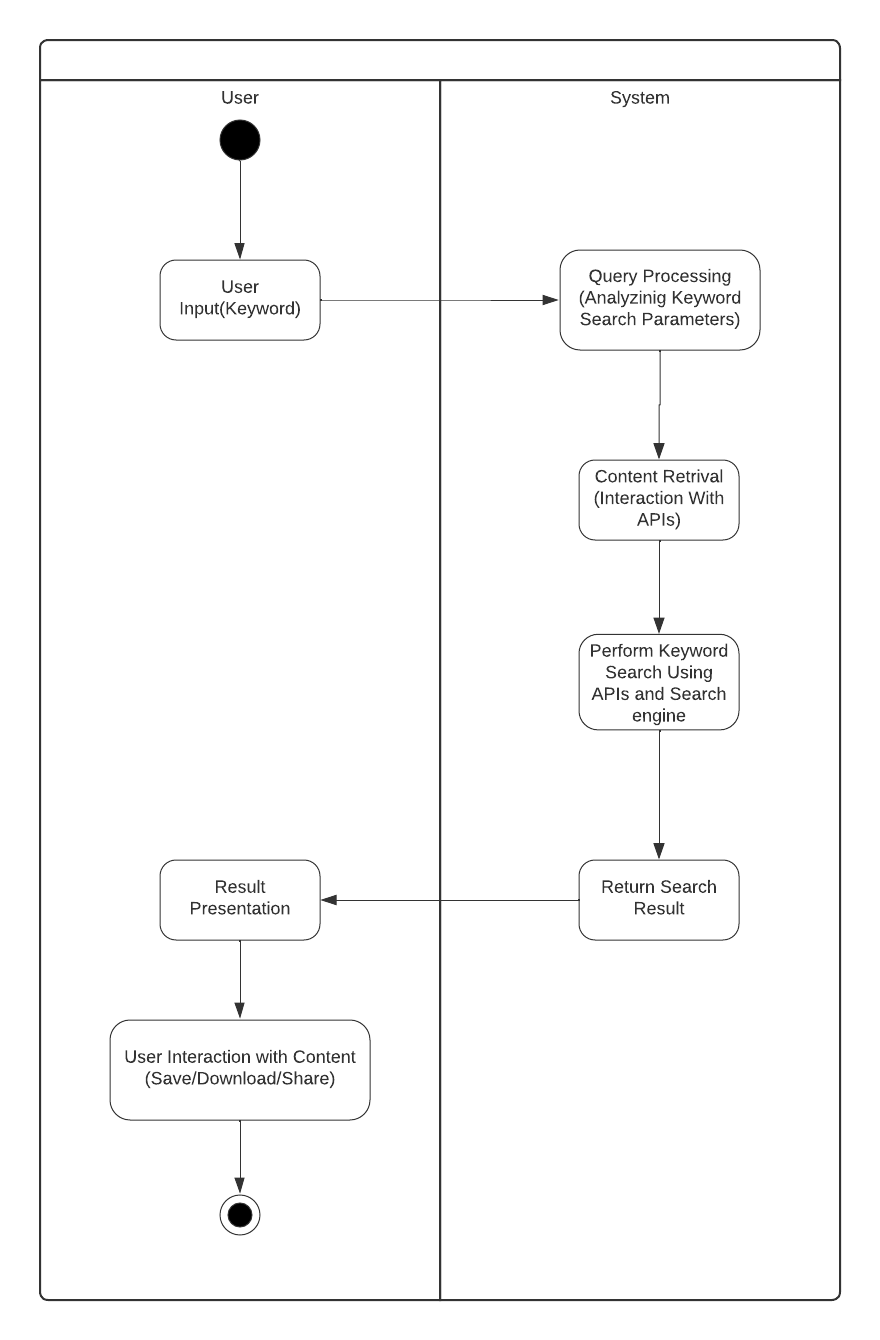 User
System
User
Input(Keyword)
Query Processing
(Analyzinig Keyword
Search Parameters)
Content Retrival
(Interaction With
APIs)
Perform Keyword
Search Using
APIs and Search
engine
Return Search
Result
Result
Presentation
User Interaction with Content
(Save/Download/Share)